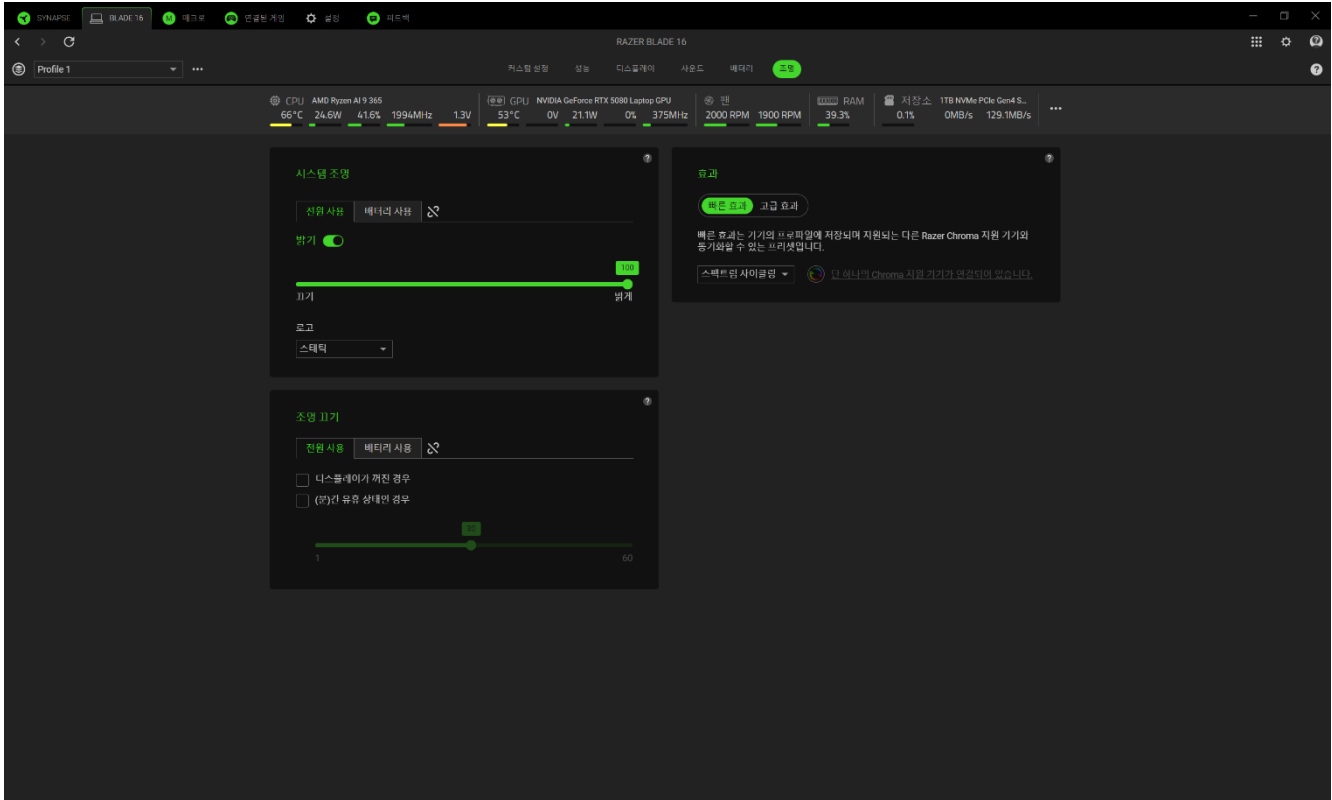 SYNAPSE BLADE 16 매크로 연결된 게임 설정 피드백
RAZER BLADE 16
Profile 1
커스텀 설정 성능 디스플레이 사운드 배터리 조명
CPU AMD Ryzen AI 9 365
66°C 24.6W 41.6% 1994MHz 1.3V
GPU NVIDIA GeForce RTX 5080 Laptop GPU
53°C 0V 21.1W 0% 375MHz
팬
2000 RPM 1900 RPM
RAM
39.3%
저장소 1TB NVMe PCIe Gen4 S...
0.1% 0MB/s 129.1MB/s
시스템 조명
전원 사용 배터리 사용
밝기
100
끄기 밝게
로고
스태틱
조명 끄기
전원 사용 배터리 사용
디스플레이가 꺼진 경우
(분)간 유휴 상태인 경우
30
1 60
효과
빠른 효과 고급 효과
빠른 효과는 기기의 프로파일에 저장되며 지원되는 다른 Razer Chroma 지원 기기와
동기화할 수 있는 프리셋입니다.
스펙트럼 사이클링 단 하나의 Chroma 지원 기기가 연결되어 있습니다.